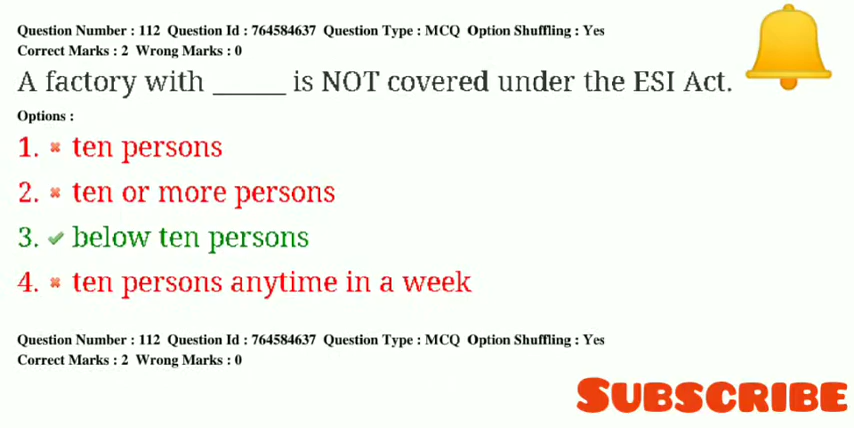 Question Number : 112 Question Id : 764584637 Question Type : MCQ Option Shuffling : Yes
Correct Marks : 2 Wrong Marks : 0
A factory with ______ is NOT covered under the ESI Act.
Options :
1. ✖ ten persons
2. ✖ ten or more persons
3. ✔ below ten persons
4. ✖ ten persons anytime in a week
Question Number : 112 Question Id : 764584637 Question Type : MCQ Option Shuffling : Yes
Correct Marks : 2 Wrong Marks : 0
SUBSCRIBE